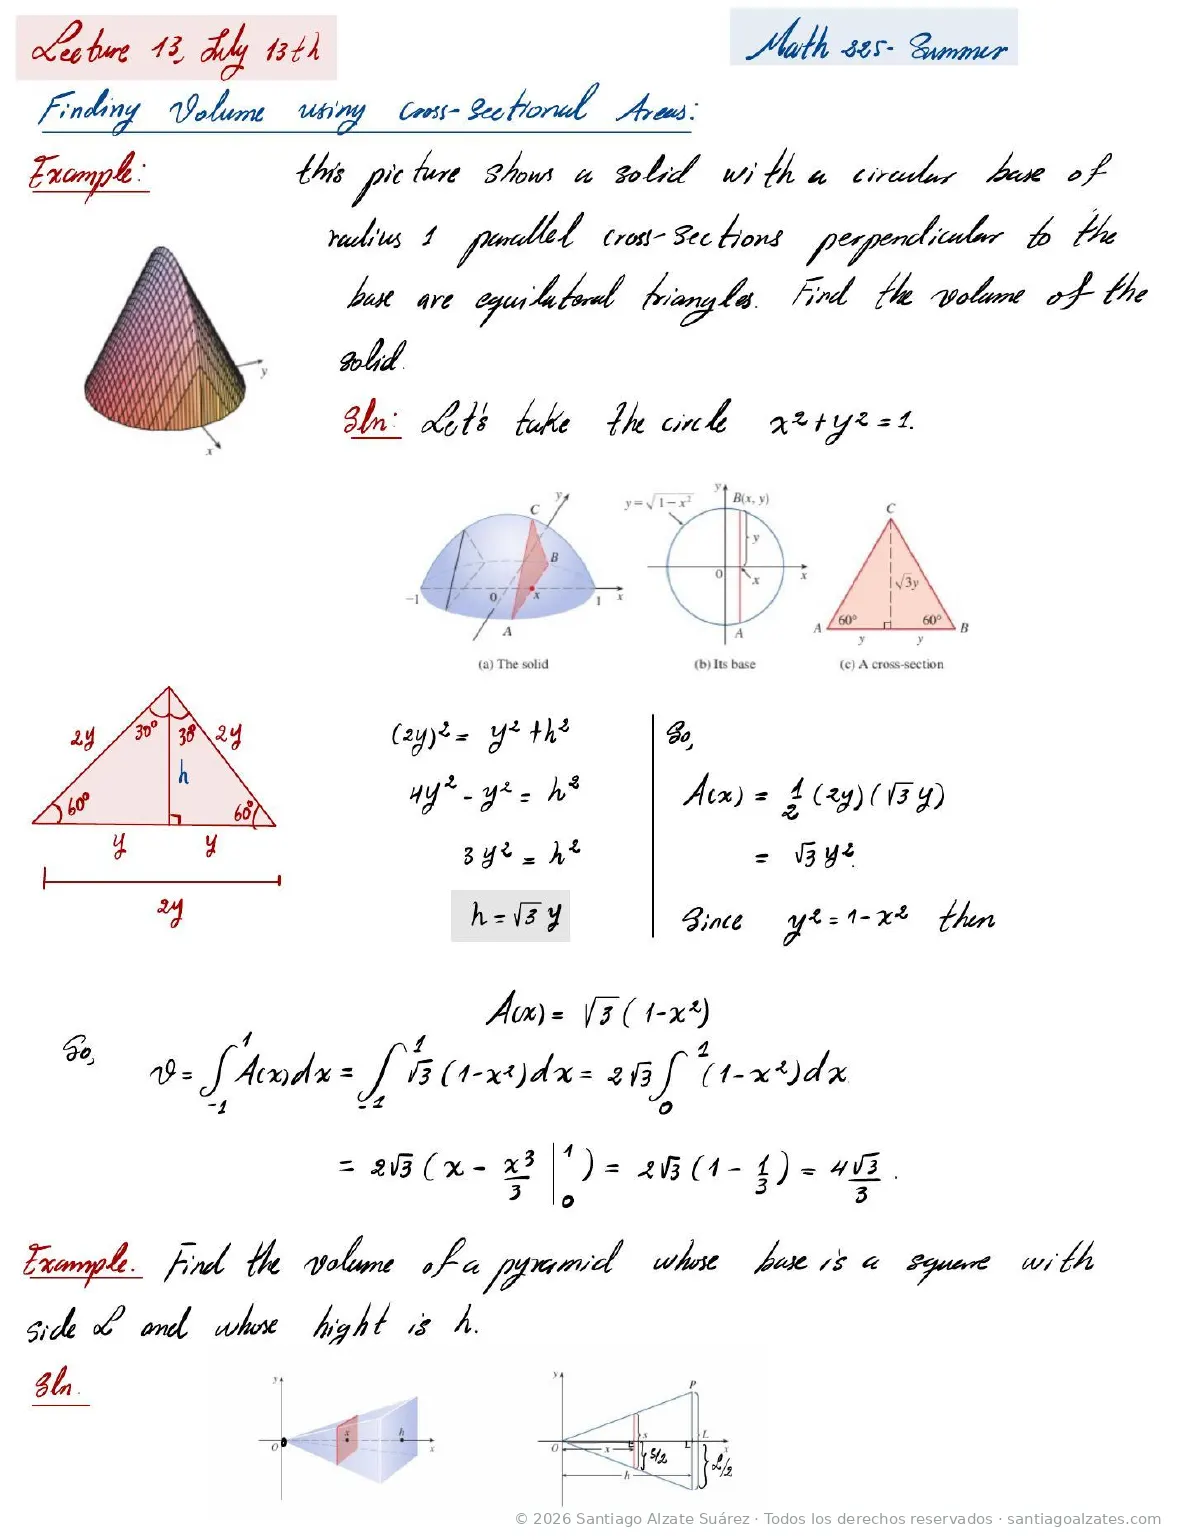 Lecture 13, July 13th
Math 225- Summer
Finding Volume using cross-sectional Areas:
Example: this picture shows a solid with a circular base of
radius 1 parallel cross-sections perpendicular to the
base are equilateral triangles. Find the volume of the
solid.
y
x
Sln: Let's take the circle x²+y²=1.
y
C
B
-1
0
x
1
x
A
(a) The solid
y=√1-x²
y
B(x, y)
y
0
x
x
A
(b) Its base
C
√3y
A
60°
60°
B
y
y
(c) A cross-section
2y
30°
30
2y
h
60°
60°
y
y
2y
(2y)² = y² + h²
4y² - y² = h²
3y² = h²
h = √3 y
So,
A(x) = 1/2 (2y)(√3 y)
= √3 y².
Since y² = 1-x² then
A(x) = √3 (1-x²)
So, V = ∫₋₁¹ A(x)dx = ∫₋₁¹ √3 (1-x²)dx = 2√3 ∫₀¹ (1-x²)dx
= 2√3 (x - x³/3 |₀¹) = 2√3 (1 - 1/3) = 4√3/3 .
Example. Find the volume of a pyramid whose base is a square with
side L and whose hight is h.
Sln.
y
O
x
h
x
y
P
O
x
s
L
x
s/2
L/2
h
© 2026 Santiago Alzate Suárez · Todos los derechos reservados · santiagoalzates.com